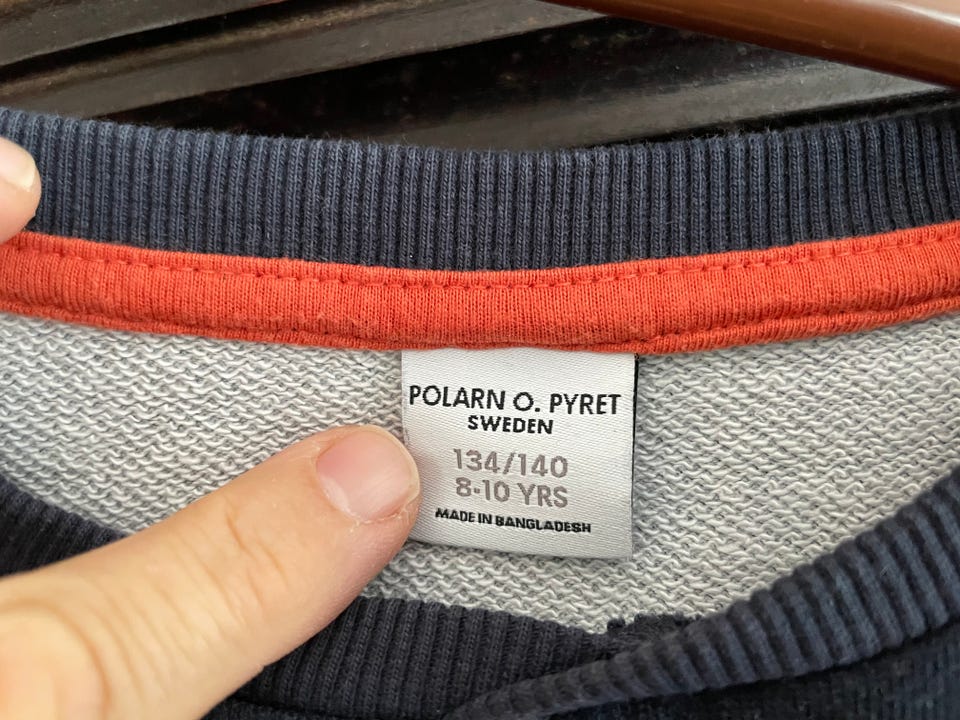 POLARN O. PYRET
SWEDEN
134/140
8-10 YRS
MADE IN BANGLADESH